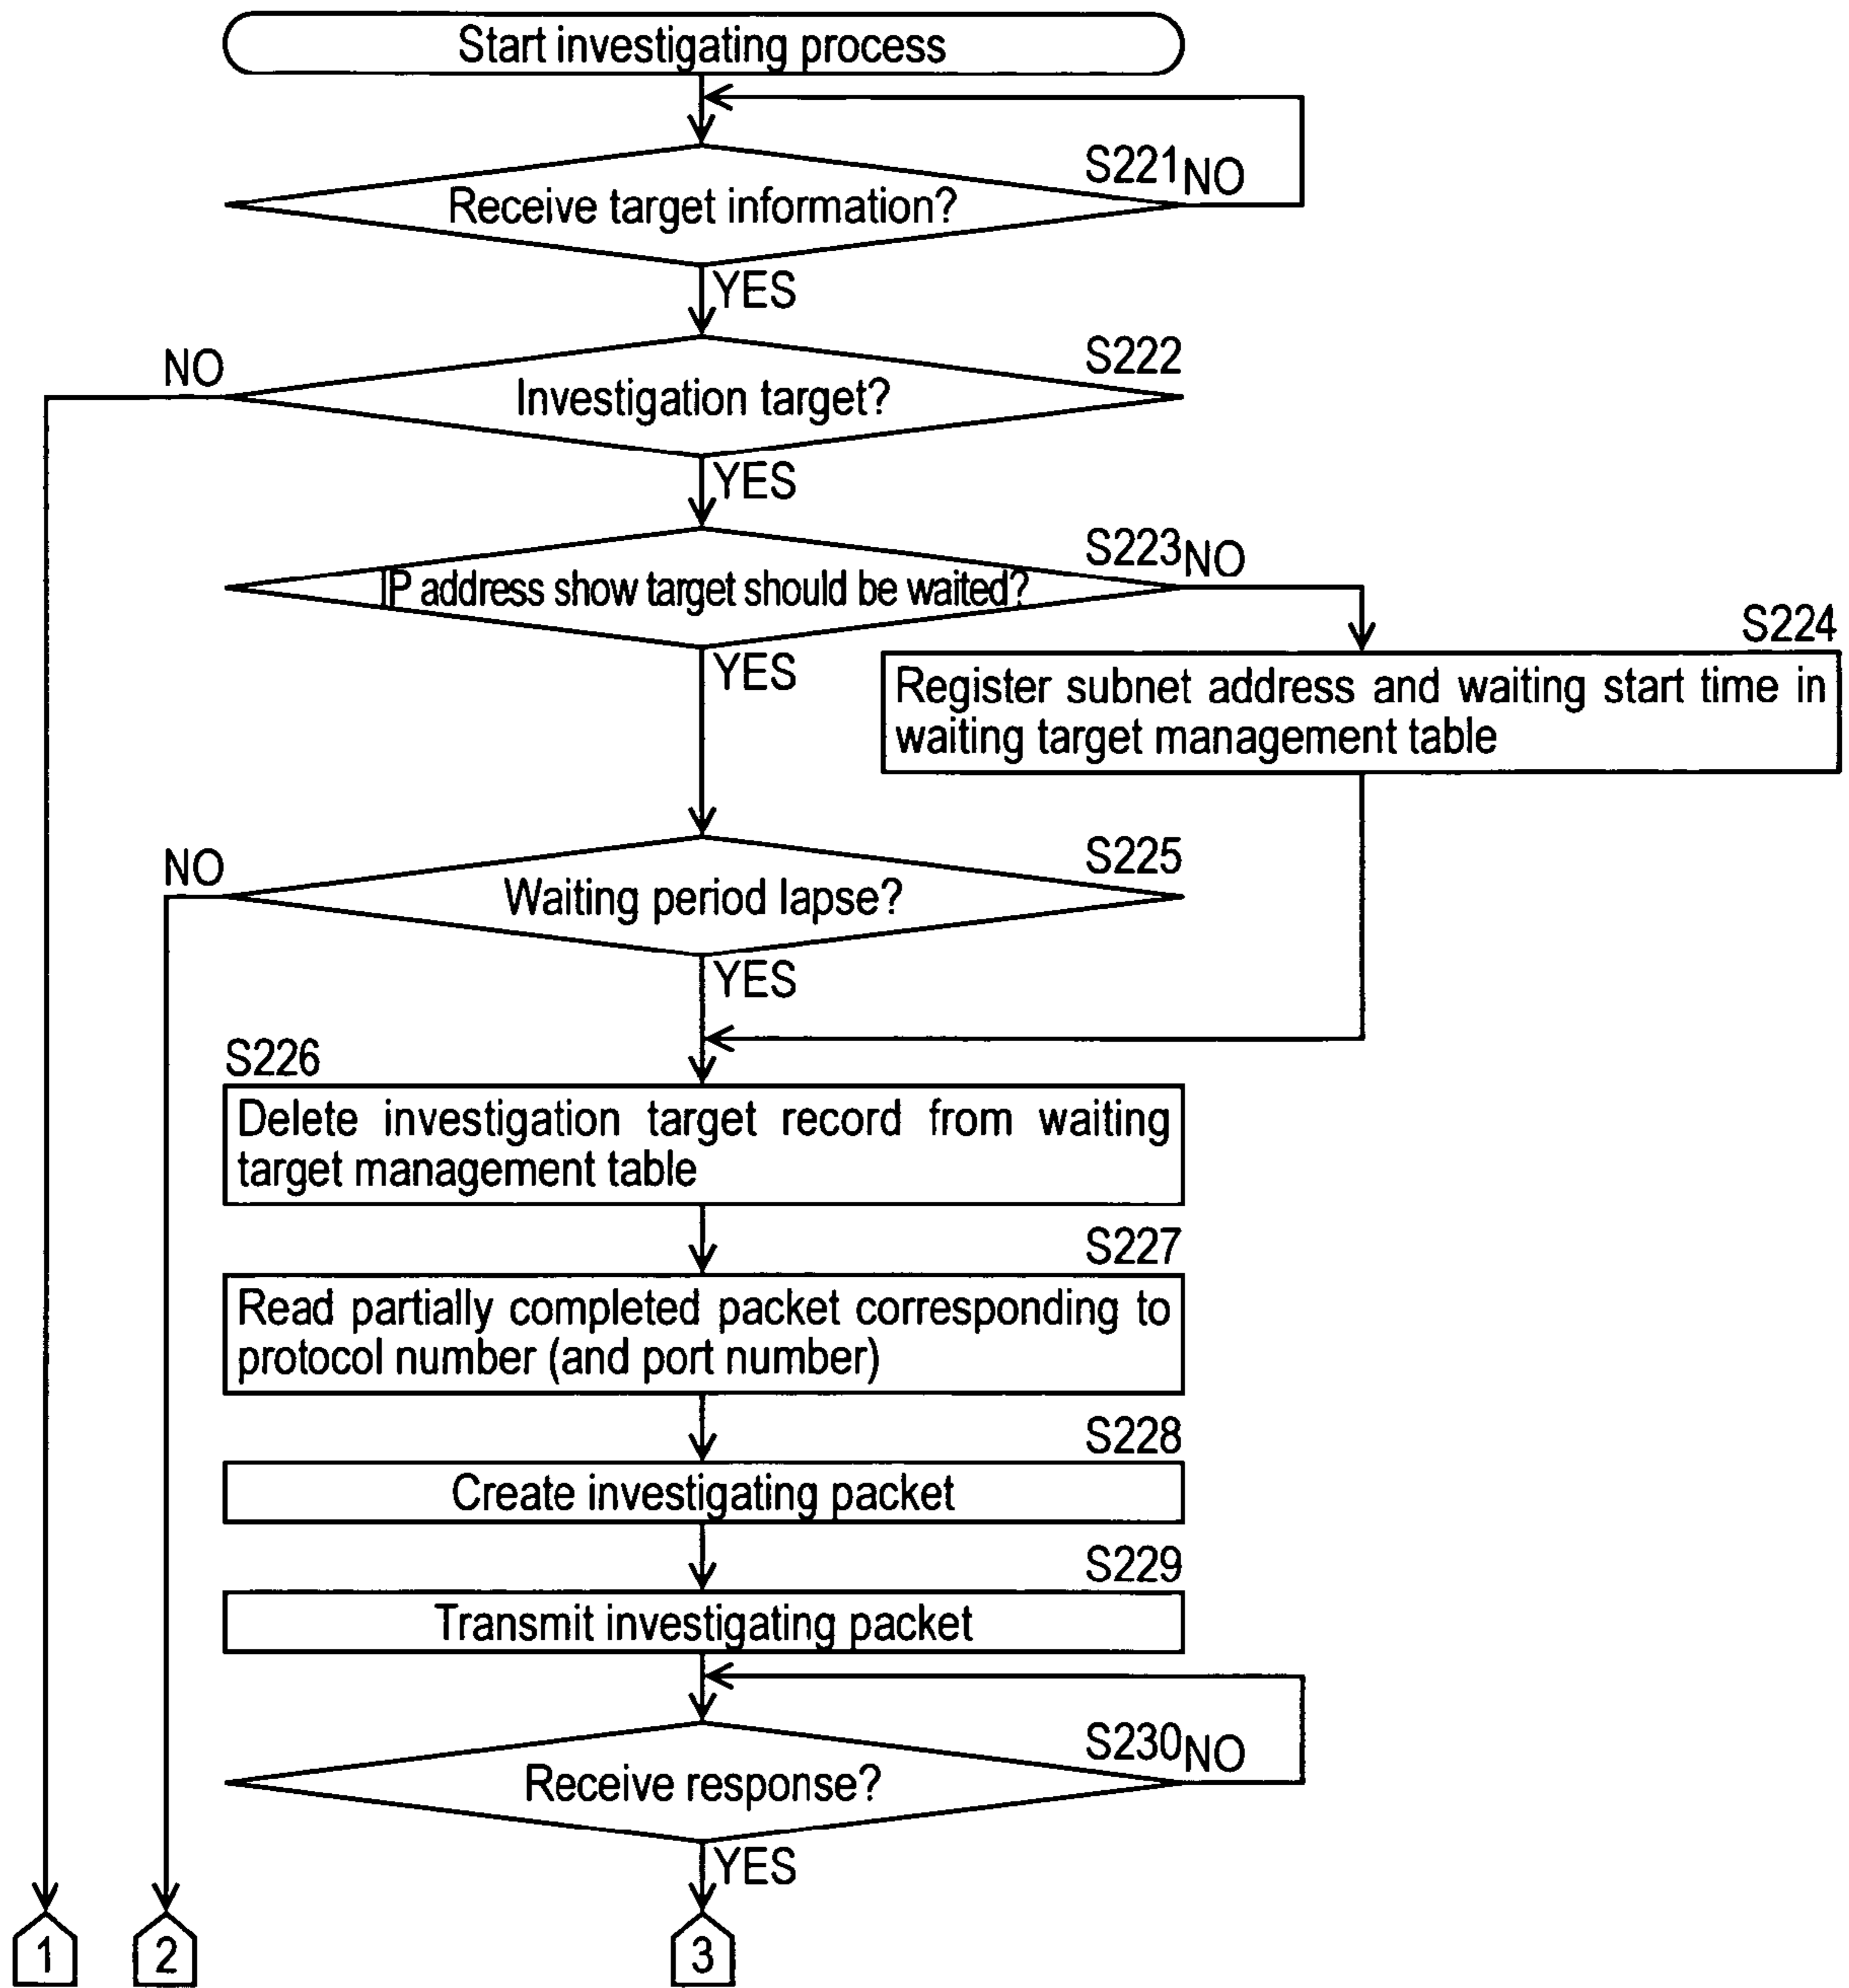 Start investigating process
S221
NO
Receive target information?
YES
NO
S222
Investigation target?
YES
S223
NO
IP address show target should be waited?
YES
S224
Register subnet address and waiting start time in
waiting target management table
NO
S225
Waiting period lapse?
YES
S226
Delete investigation target record from waiting
target management table
S227
Read partially completed packet corresponding to
protocol number (and port number)
S228
Create investigating packet
S229
Transmit investigating packet
S230
NO
Receive response?
YES
1
2
3